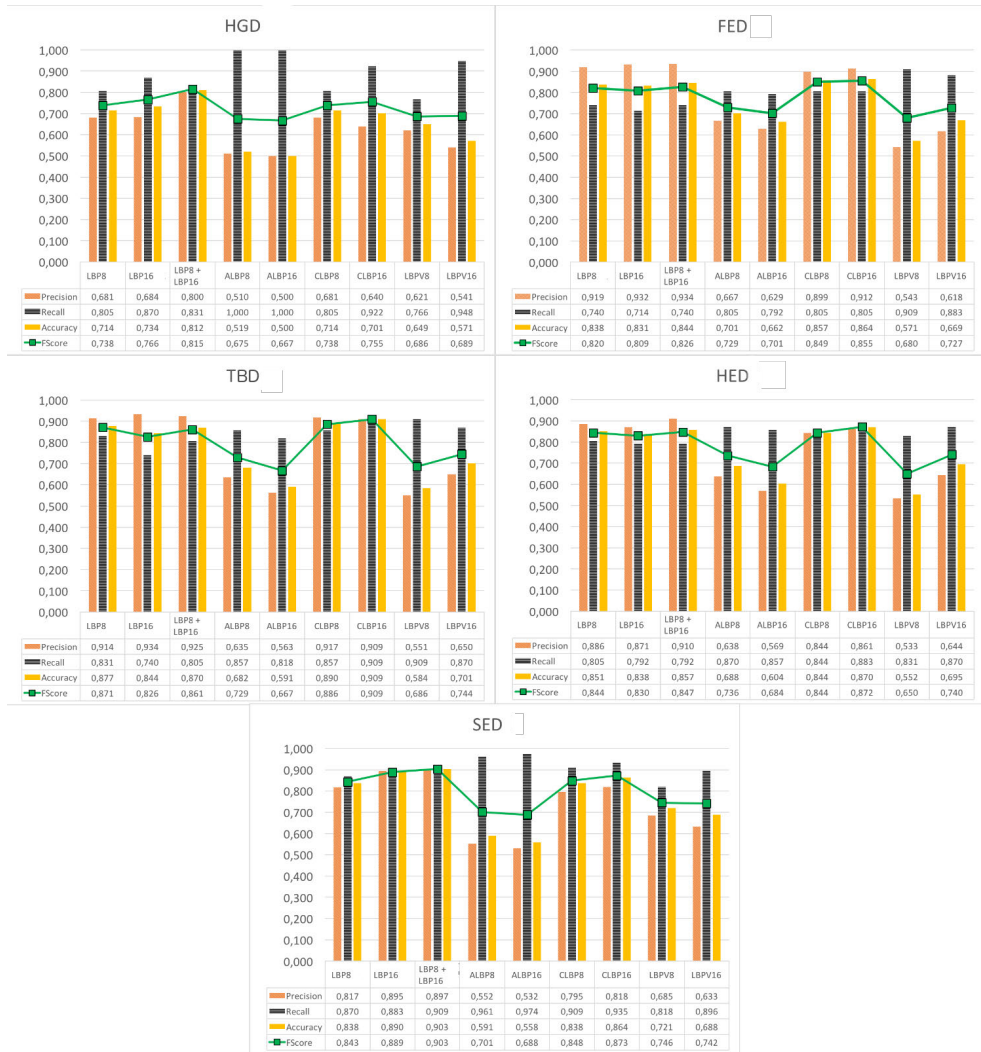 HGD
1,000
0,900
0,800
0,700
0,600
0,500
0,400
0,300
0,200
0,100
0,000
LBP8 LBP16 LBP8 + LBP16 ALBP8 ALBP16 CLBP8 CLBP16 LBPV8 LBPV16
Precision 0,681 0,684 0,800 0,510 0,500 0,681 0,640 0,621 0,541
Recall 0,805 0,870 0,831 1,000 1,000 0,805 0,922 0,766 0,948
Accuracy 0,714 0,734 0,812 0,519 0,500 0,714 0,701 0,649 0,571
FScore 0,738 0,766 0,815 0,675 0,667 0,738 0,755 0,686 0,689
FED
1,000
0,900
0,800
0,700
0,600
0,500
0,400
0,300
0,200
0,100
0,000
LBP8 LBP16 LBP8 + LBP16 ALBP8 ALBP16 CLBP8 CLBP16 LBPV8 LBPV16
Precision 0,919 0,932 0,934 0,667 0,629 0,899 0,912 0,543 0,618
Recall 0,740 0,714 0,740 0,805 0,792 0,805 0,805 0,909 0,883
Accuracy 0,838 0,831 0,844 0,701 0,662 0,857 0,864 0,571 0,669
FScore 0,820 0,809 0,826 0,729 0,701 0,849 0,855 0,680 0,727
TBD
1,000
0,900
0,800
0,700
0,600
0,500
0,400
0,300
0,200
0,100
0,000
LBP8 LBP16 LBP8 + LBP16 ALBP8 ALBP16 CLBP8 CLBP16 LBPV8 LBPV16
Precision 0,914 0,934 0,925 0,635 0,563 0,917 0,909 0,551 0,650
Recall 0,831 0,740 0,805 0,857 0,818 0,857 0,909 0,909 0,870
Accuracy 0,877 0,844 0,870 0,682 0,591 0,890 0,909 0,584 0,701
FScore 0,871 0,826 0,861 0,729 0,667 0,886 0,909 0,686 0,744
HED
1,000
0,900
0,800
0,700
0,600
0,500
0,400
0,300
0,200
0,100
0,000
LBP8 LBP16 LBP8 + LBP16 ALBP8 ALBP16 CLBP8 CLBP16 LBPV8 LBPV16
Precision 0,886 0,871 0,910 0,638 0,569 0,844 0,861 0,533 0,644
Recall 0,805 0,792 0,792 0,870 0,857 0,844 0,883 0,831 0,870
Accuracy 0,851 0,838 0,857 0,688 0,604 0,844 0,870 0,552 0,695
FScore 0,844 0,830 0,847 0,736 0,684 0,844 0,872 0,650 0,740
SED
1,000
0,900
0,800
0,700
0,600
0,500
0,400
0,300
0,200
0,100
0,000
LBP8 LBP16 LBP8 + LBP16 ALBP8 ALBP16 CLBP8 CLBP16 LBPV8 LBPV16
Precision 0,817 0,895 0,897 0,552 0,532 0,795 0,818 0,685 0,633
Recall 0,870 0,883 0,909 0,961 0,974 0,909 0,935 0,818 0,896
Accuracy 0,838 0,890 0,903 0,591 0,558 0,838 0,864 0,721 0,688
FScore 0,843 0,889 0,903 0,701 0,688 0,848 0,873 0,746 0,742